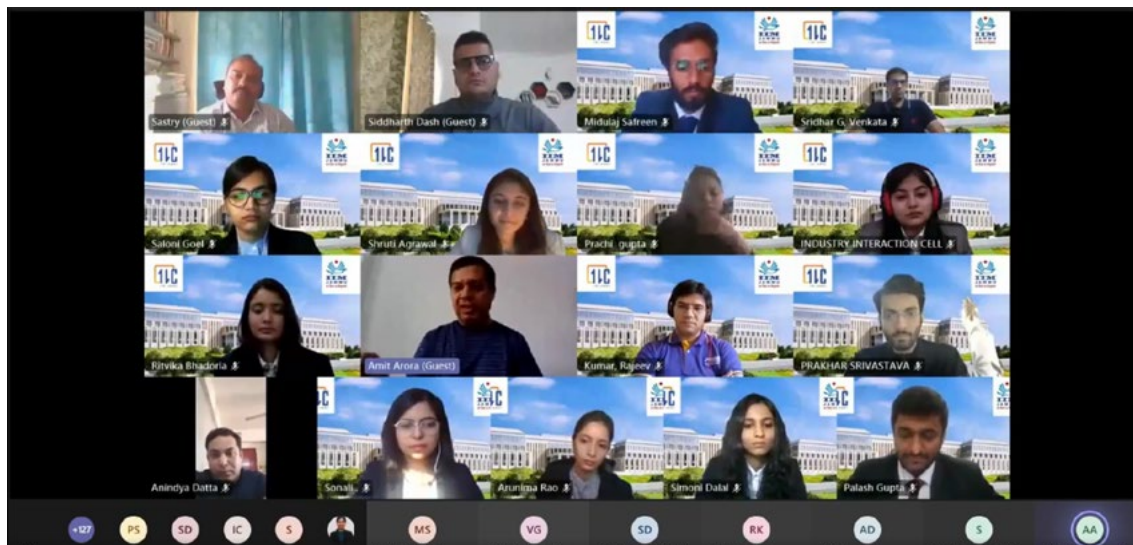 Sastry (Guest)
Siddharth Dash (Guest)
Midulaj Safreen
Sridhar G, Venkata
Saloni Goel
Shruti Agrawal
Prachi gupta
INDUSTRY INTERACTION CELL
Ritvika Bhadoria
Amit Arora (Guest)
Kumar, Rajeev
PRAKHAR SRIVASTAVA
Anindya Datta
Sonali
Arunima Rao
Simoni Dalal
Palash Gupta
+127
PS
SD
IC
S
MS
VG
SD
RK
AD
S
AA